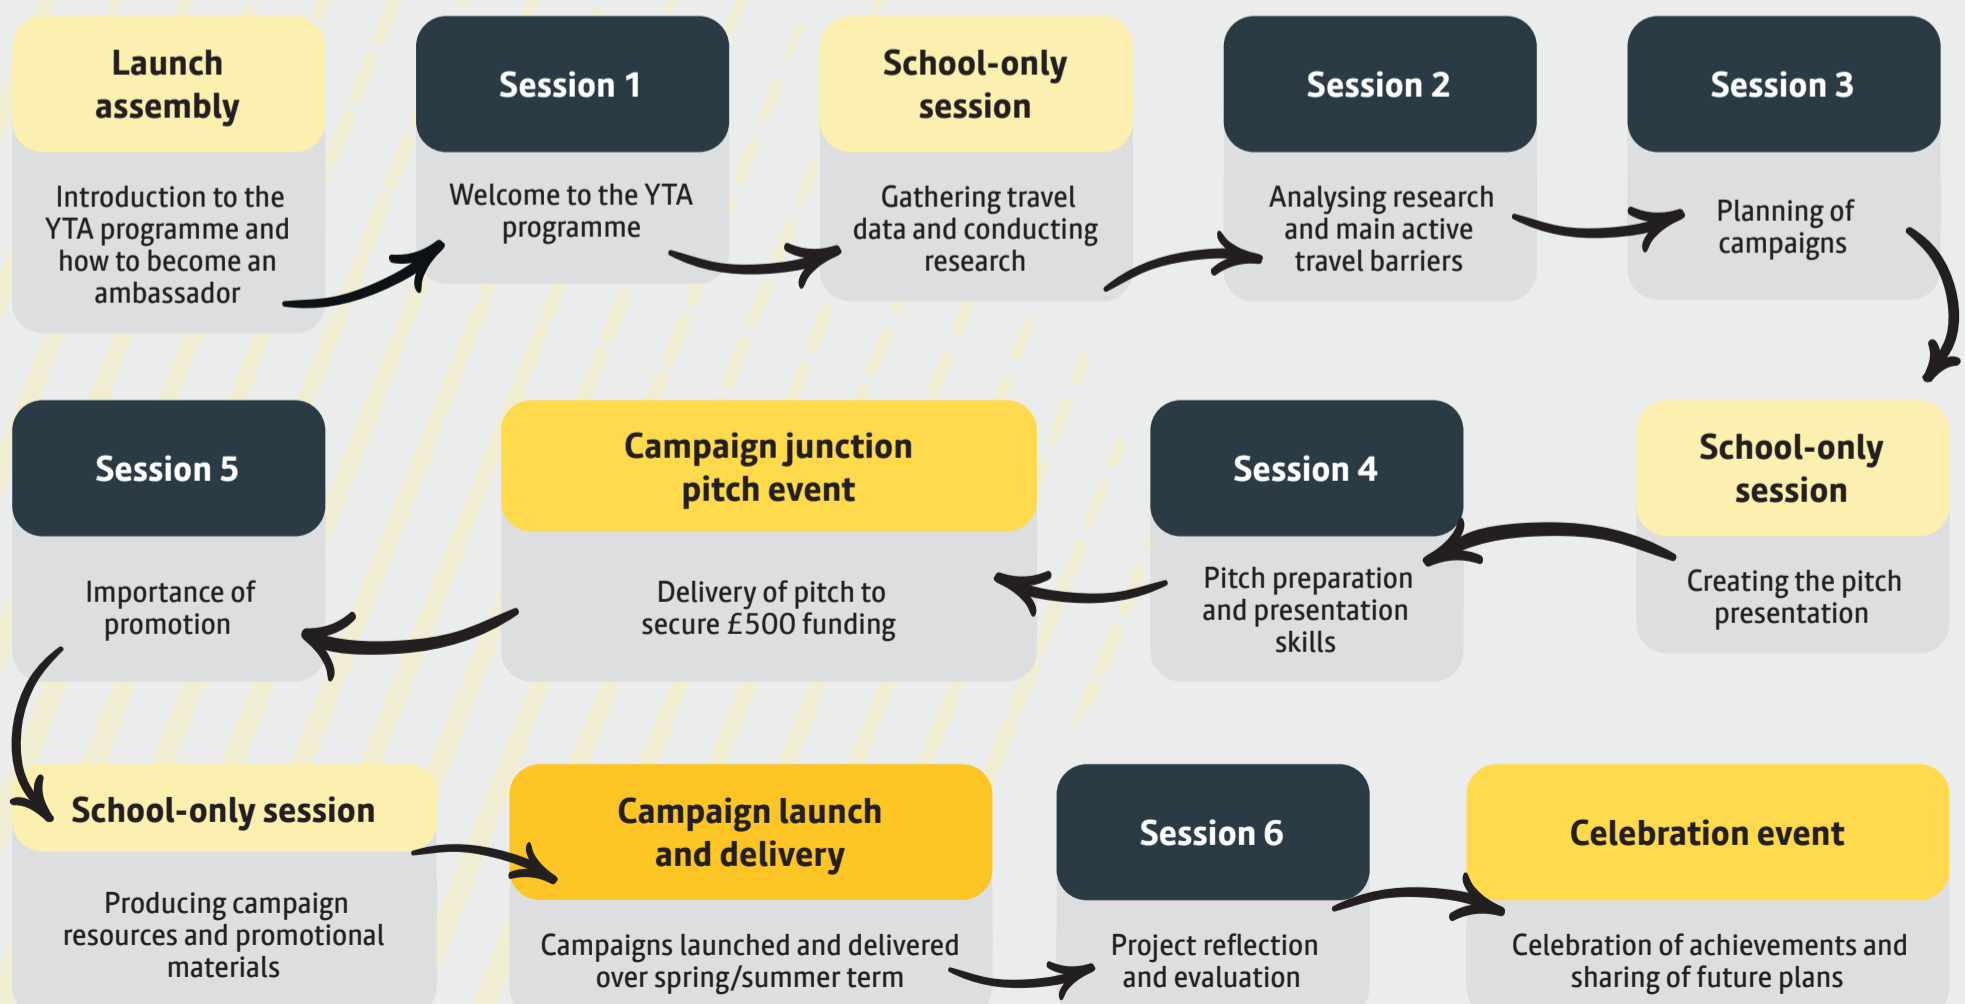 Launch
assembly
Introduction to the
YTA programme and
how to become an
ambassador
Session 1
Welcome to the YTA
programme
School-only
session
Gathering travel
data and conducting
research
Session 2
Analysing research
and main active
travel barriers
Session 3
Planning of
campaigns
School-only
session
Creating the pitch
presentation
Session 4
Pitch preparation
and presentation
skills
Campaign junction
pitch event
Delivery of pitch to
secure £500 funding
Session 5
Importance of
promotion
School-only session
Producing campaign
resources and promotional
materials
Campaign launch
and delivery
Campaigns launched and delivered
over spring/summer term
Session 6
Project reflection
and evaluation
Celebration event
Celebration of achievements and
sharing of future plans